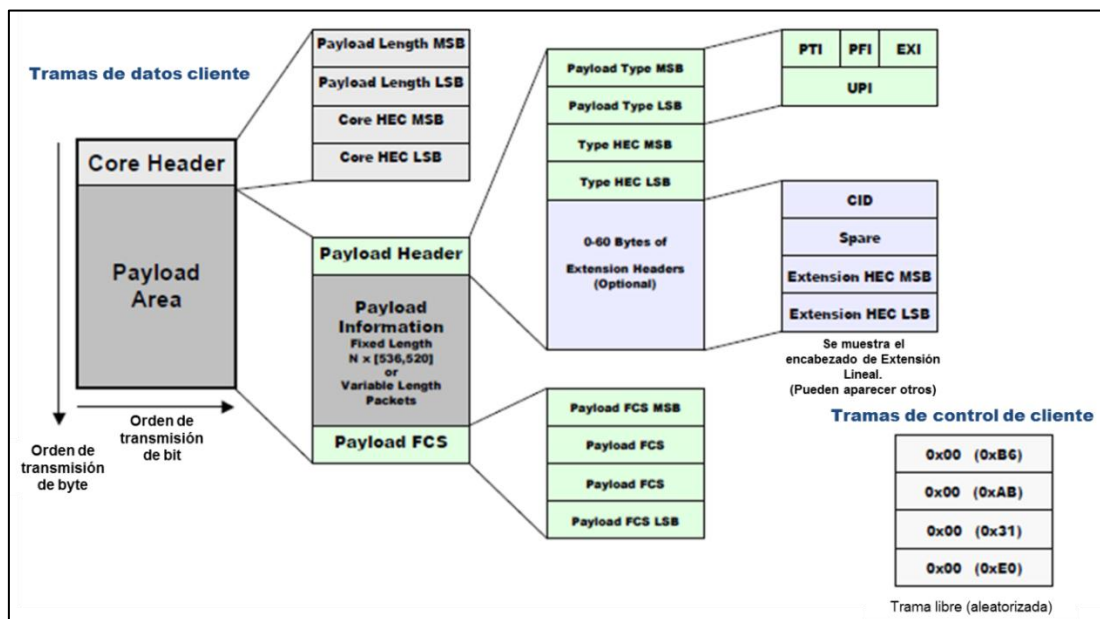 Tramas de datos cliente
Core Header
Payload
Area
Orden de
transmisión
de byte
Orden de
transmisión
de bit
Payload Length MSB
Payload Length LSB
Core HEC MSB
Core HEC LSB
Payload Header
Payload
Information
Fixed Length
N x [536,520]
or
Variable Length
Packets
Payload FCS
Payload Type MSB
Payload Type LSB
Type HEC MSB
Type HEC LSB
0-60 Bytes of
Extension Headers
(Optional)
Payload FCS MSB
Payload FCS
Payload FCS
Payload FCS LSB
PTI PFI EXI
UPI
CID
Spare
Extension HEC MSB
Extension HEC LSB
Se muestra el
encabezado de Extensión
Lineal.
(Pueden aparecer otros)
Tramas de control de cliente
0x00 (0xB6)
0x00 (0xAB)
0x00 (0x31)
0x00 (0xE0)
Trama libre (aleatorizada)